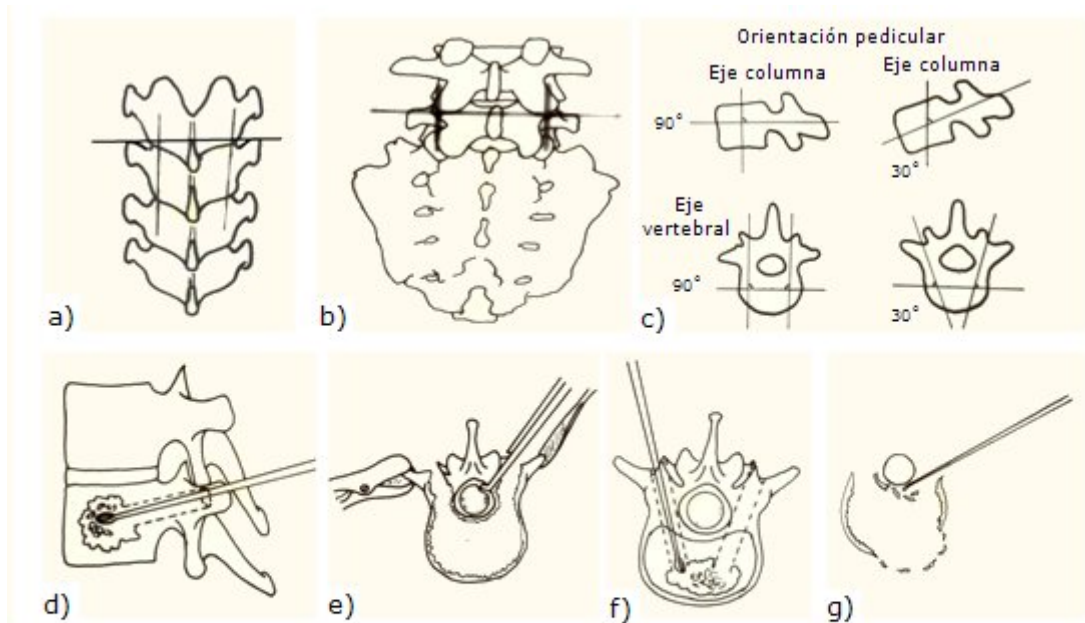 Orientación pedicular
Eje columna
Eje columna
90°
30°
Eje
vertebral
90°
30°
a)
b)
c)
d)
e)
f)
g)